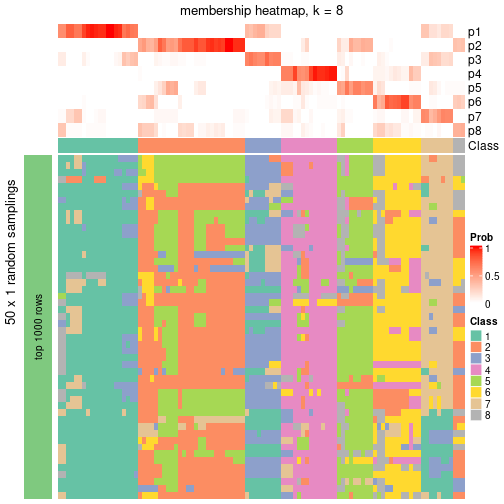 membership heatmap, k = 8
p1
p2
p3
p4
p5
p6
p7
p8
Class
50 x 1 random samplings
top 1000 rows
Prob
1
0.5
0
Class
1
2
3
4
5
6
7
8